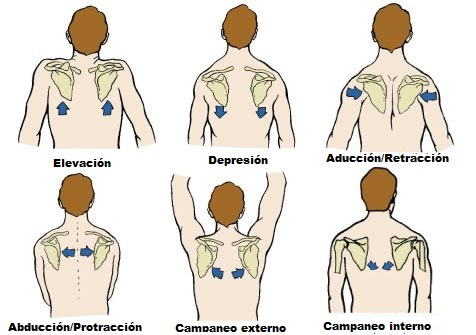 Elevación
Depresión
Aducción/Retracción
Abducción/Protracción
Campaneo externo
Campaneo interno